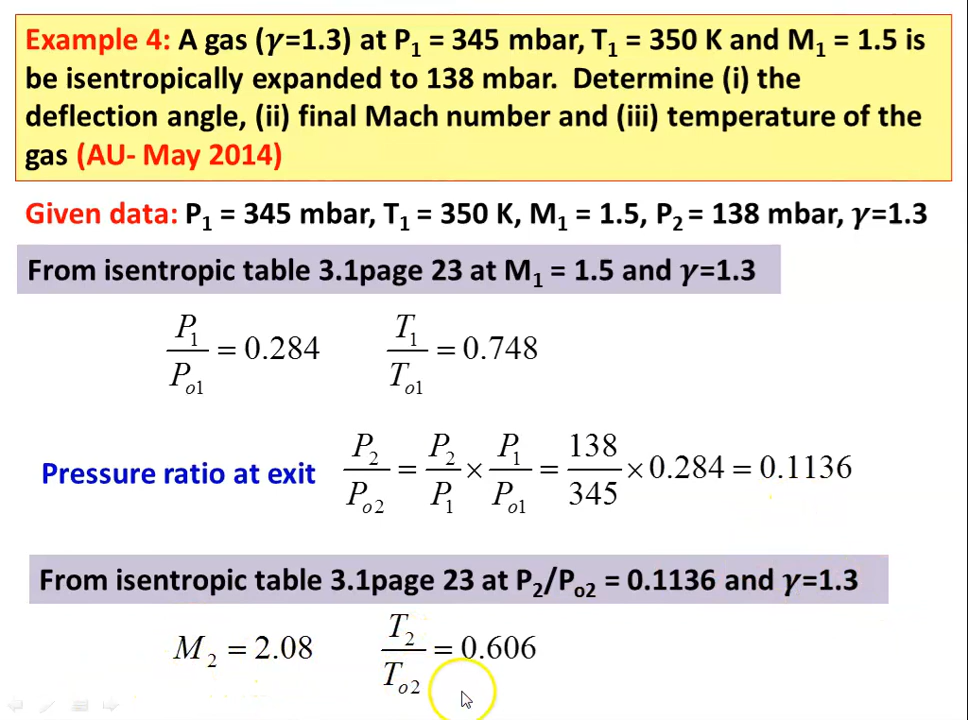 Example 4: A gas (γ=1.3) at P₁ = 345 mbar, T₁ = 350 K and M₁ = 1.5 is
be isentropically expanded to 138 mbar. Determine (i) the
deflection angle, (ii) final Mach number and (iii) temperature of the
gas (AU- May 2014)
Given data: P₁ = 345 mbar, T₁ = 350 K, M₁ = 1.5, P₂ = 138 mbar, γ=1.3
From isentropic table 3.1page 23 at M₁ = 1.5 and γ=1.3
P₁/Pₒ₁ = 0.284 T₁/Tₒ₁ = 0.748
Pressure ratio at exit P₂/Pₒ₂ = P₂/P₁ × P₁/Pₒ₁ = 138/345 × 0.284 = 0.1136
From isentropic table 3.1page 23 at P₂/Pₒ₂ = 0.1136 and γ=1.3
M₂ = 2.08 T₂/Tₒ₂ = 0.606